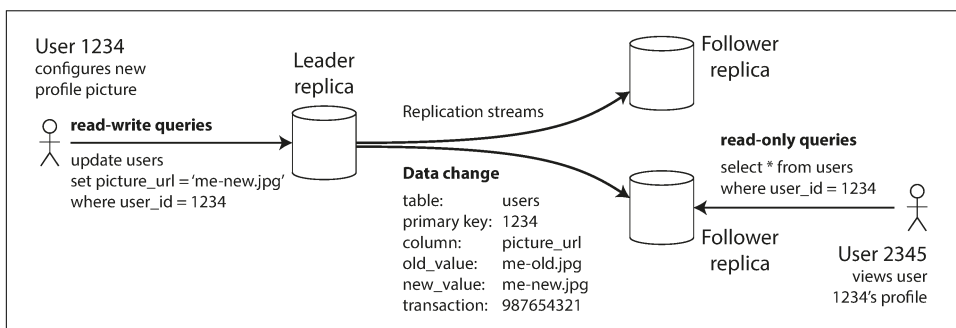 User 1234
configures new
profile picture
Leader
replica
Follower
replica
read-write queries
update users
set picture_url = ‘me-new.jpg’
where user_id = 1234
Replication streams
Data change
table: users
primary key: 1234
column: picture_url
old_value: me-old.jpg
new_value: me-new.jpg
transaction: 987654321
read-only queries
select * from users
where user_id = 1234
Follower
replica
User 2345
views user
1234’s profile